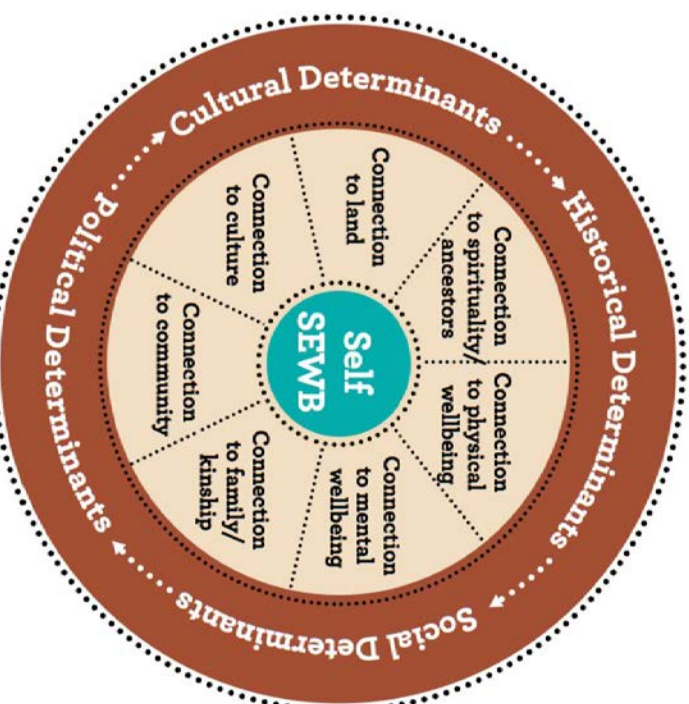 Cultural Determinants
Historical Determinants
Social Determinants
Political Determinants
Connection
to spirituality/
ancestors
Connection
to physical
wellbeing
Connection
to mental
wellbeing
Connection
to family/
kinship
Connection
to community
Connection
to culture
Connection
to land
Self
SEWB